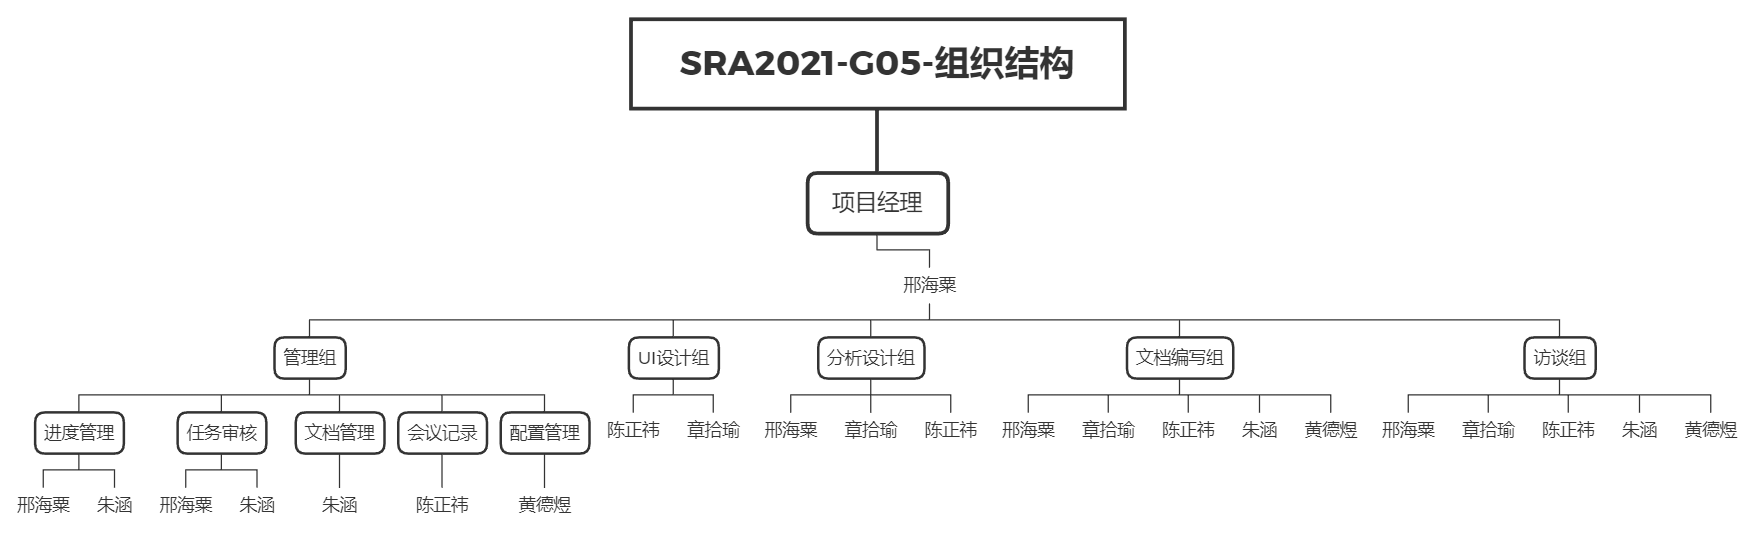 SRA2021-G05-组织结构
项目经理
邢海粟
管理组
UI设计组
分析设计组
文档编写组
访谈组
进度管理
任务审核
文档管理
会议记录
配置管理
陈正祎
章拾瑜
邢海粟
章拾瑜
陈正祎
邢海粟
章拾瑜
陈正祎
朱涵
黄德煜
邢海粟
章拾瑜
陈正祎
朱涵
黄德煜
邢海粟
朱涵
邢海粟
朱涵
朱涵
陈正祎
黄德煜